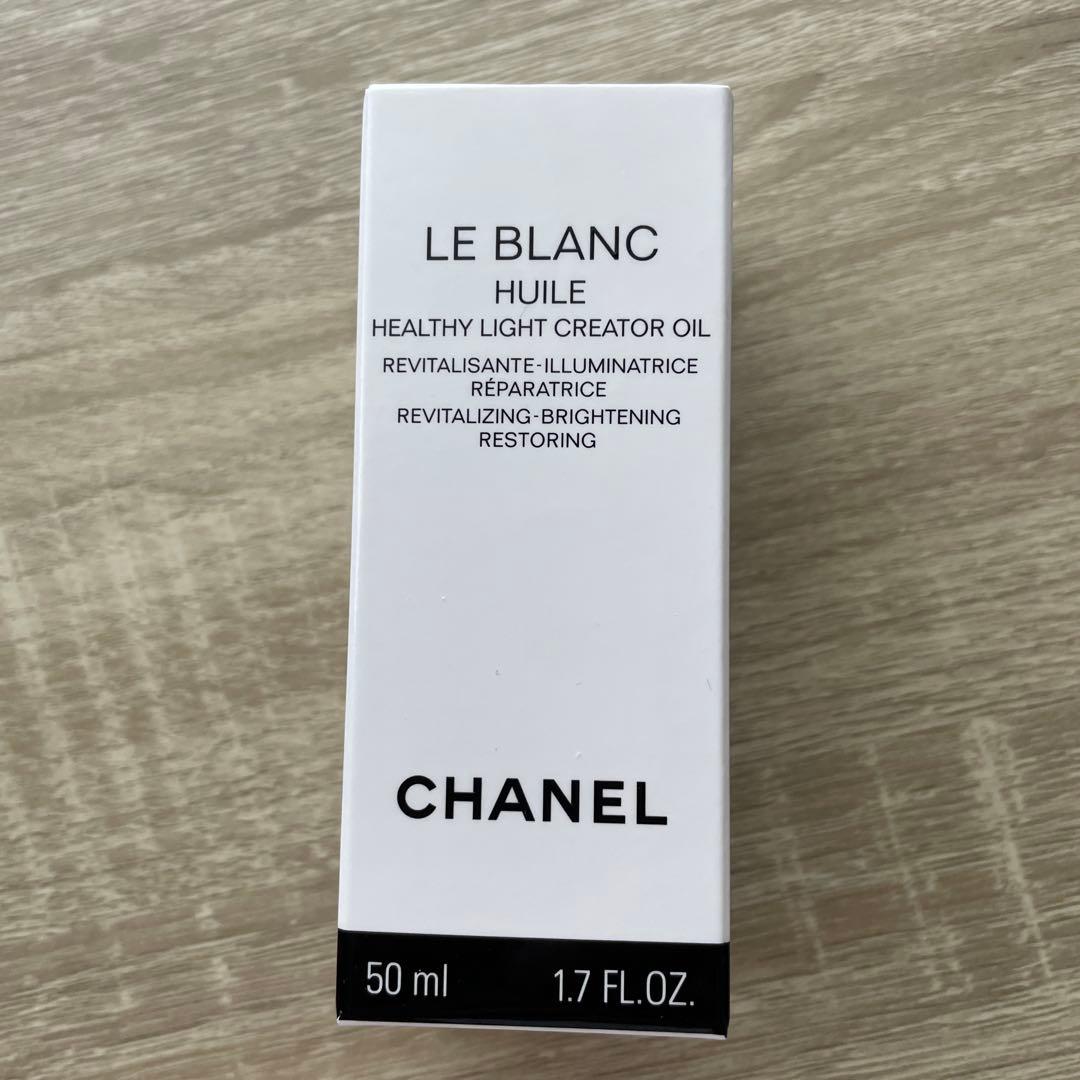 LE BLANC
HUILE
HEALTHY LIGHT CREATOR OIL
REVITALISANTE-ILLUMINATRICE
RÉPARATRICE
REVITALIZING-BRIGHTENING
RESTORING
CHANEL
50 ml 1.7 FL.OZ.